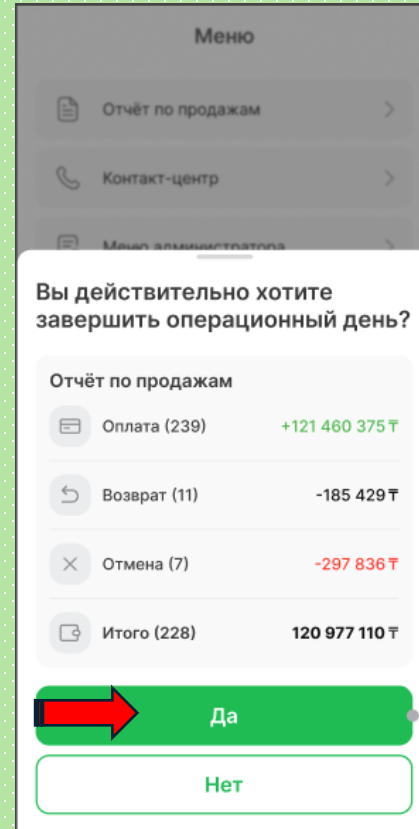 Меню
Отчёт по продажам
Контакт-центр
Меню администратора
Вы действительно хотите
завершить операционный день?
Отчёт по продажам
Оплата (239) +121 460 375 ₸
Возврат (11) -185 429 ₸
Отмена (7) -297 836 ₸
Итого (228) 120 977 110 ₸
Да
Нет